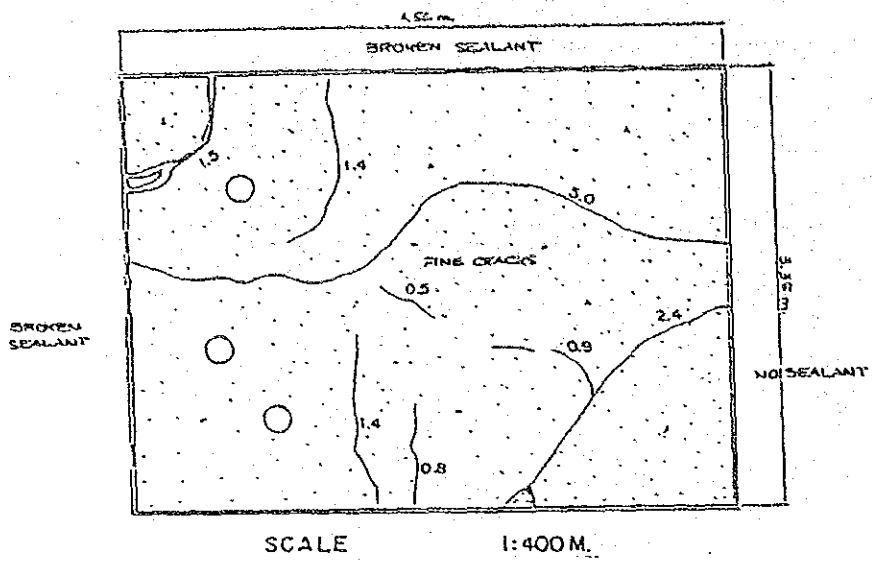 BROKEN SEALANT
1.5
1.4
5.0
FINE CRACKS
0.5
2.4
BROKEN
SEALANT
0.9
NO SEALANT
1.4
0.8
SCALE 1:400 M.